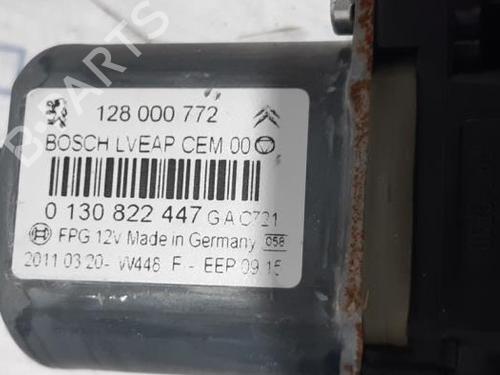 128 000 772
BOSCH LVEAP CEM 00
0 130 822 447 G A C721
FPG 12V Made in Germany 058
2011 03 20- W446 F - EEP 09 15
B-PARTS